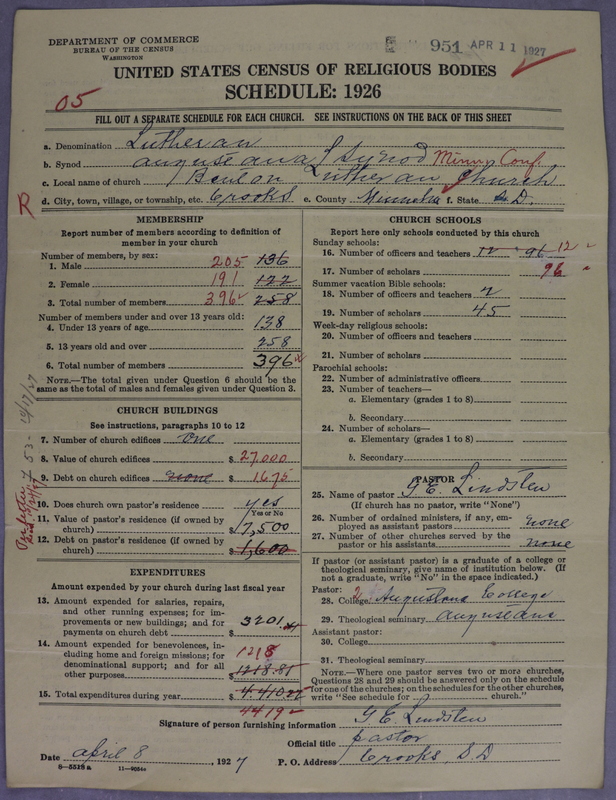 DEPARTMENT OF COMMERCE
BUREAU OF THE CENSUS
WASHINGTON
951 APR 11 1927
UNITED STATES CENSUS OF RELIGIOUS BODIES
SCHEDULE: 1926
05
FILL OUT A SEPARATE SCHEDULE FOR EACH CHURCH. SEE INSTRUCTIONS ON THE BACK OF THIS SHEET
a. Denomination Lutheran
b. Synod Augustana Synod Minn. Conf.
c. Local name of church Benton Lutheran Church
R
d. City, town, village, or township, etc. Crooks e. County Minnehaha f. State S.D.
MEMBERSHIP
Report number of members according to definition of
member in your church
Number of members, by sex:
1. Male 205 136
2. Female 191 122
3. Total number of members 396 258
Number of members under and over 13 years old:
4. Under 13 years of age 138
5. 13 years old and over 258
6. Total number of members 396
NOTE.—The total given under Question 6 should be the
same as the total of males and females given under Question 3.
CHURCH BUILDINGS
See instructions, paragraphs 10 to 12
7. Number of church edifices one
8. Value of church edifices $ 27,000
9. Debt on church edifices none $ 1675
10. Does church own pastor's residence yes
Yes or No
11. Value of pastor's residence (if owned by
church) $ 7,500
12. Debt on pastor's residence (if owned by
church) $ 1,600
EXPENDITURES
Amount expended by your church during last fiscal year
13. Amount expended for salaries, repairs,
and other running expenses; for im-
provements or new buildings; and for
payments on church debt $ 3201
14. Amount expended for benevolences, in-
cluding home and foreign missions; for
denominational support; and for all
other purposes $ 1218 1218.85
15. Total expenditures during year $ 4.410
4419
CHURCH SCHOOLS
Report here only schools conducted by this church
Sunday schools:
16. Number of officers and teachers 12 96 12
17. Number of scholars 96
Summer vacation Bible schools:
18. Number of officers and teachers 2
19. Number of scholars 45
Week-day religious schools:
20. Number of officers and teachers
21. Number of scholars
Parochial schools:
22. Number of administrative officers
23. Number of teachers—
a. Elementary (grades 1 to 8)
b. Secondary
24. Number of scholars—
a. Elementary (grades 1 to 8)
b. Secondary
PASTOR
25. Name of pastor G.E. Lindsten
(If church has no pastor, write "None")
26. Number of ordained ministers, if any, em-
ployed as assistant pastors none
27. Number of other churches served by the
pastor or his assistants none
If pastor (or assistant pastor) is a graduate of a college or
theological seminary, give name of institution below. (If
not a graduate, write "No" in the space indicated.)
Pastor: 2
28. College Augustana College
29. Theological seminary Augustana
Assistant pastor:
30. College
31. Theological seminary
NOTE.—Where one pastor serves two or more churches,
Questions 28 and 29 should be answered only on the schedule
for one of the churches; on the schedules for the other churches,
write "See schedule for church."
Signature of person furnishing information G.E. Lindsten
Official title pastor
Date April 8, 1927 P. O. Address Crooks, S.D
8—5513a 11—9054